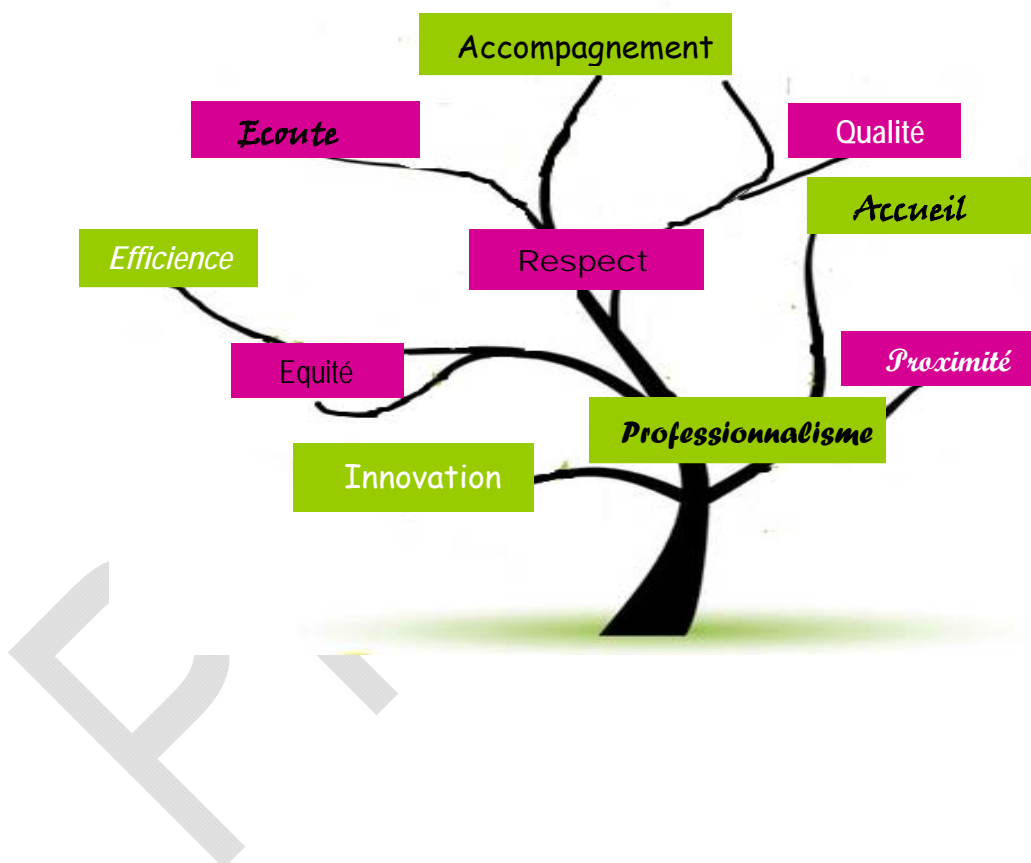 Accompagnement
Ecoute
Qualité
Accueil
Efficience
Respect
Proximité
Equité
Professionnalisme
Innovation